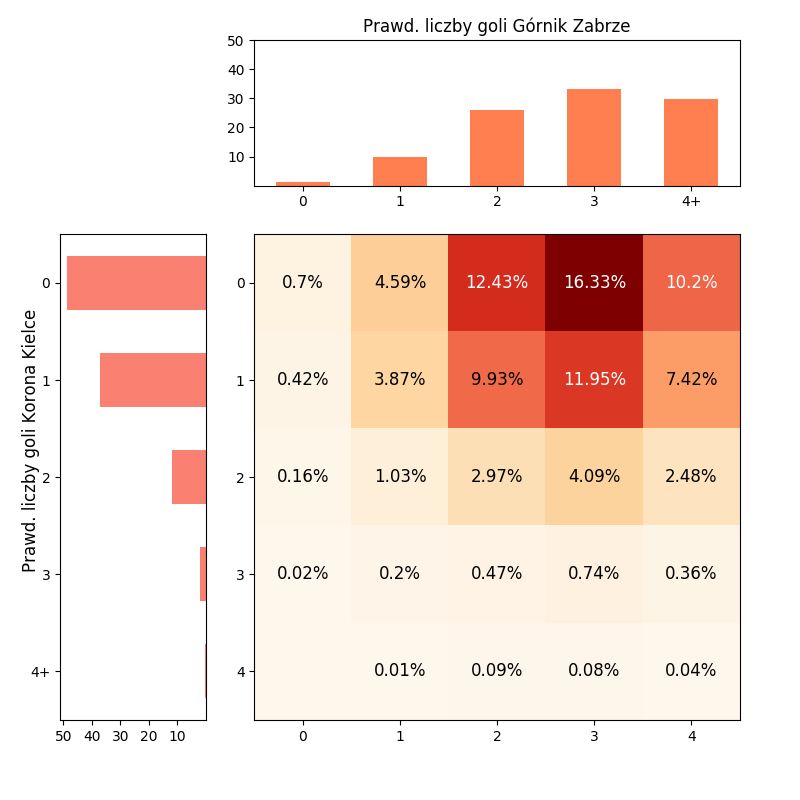 Prawd. liczby goli Górnik Zabrze
50
40
30
20
10
0 1 2 3 4+
Prawd. liczby goli Korona Kielce
0
1
2
3
4+
50 40 30 20 10
0 0.7% 4.59% 12.43% 16.33% 10.2%
1 0.42% 3.87% 9.93% 11.95% 7.42%
2 0.16% 1.03% 2.97% 4.09% 2.48%
3 0.02% 0.2% 0.47% 0.74% 0.36%
4 0.01% 0.09% 0.08% 0.04%
0 1 2 3 4